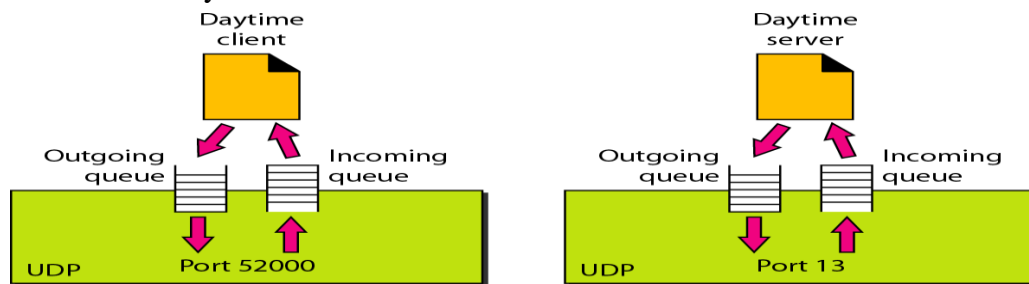 Daytime
client
Outgoing
queue
Incoming
queue
UDP
Port 52000
Daytime
server
Outgoing
queue
Incoming
queue
UDP
Port 13